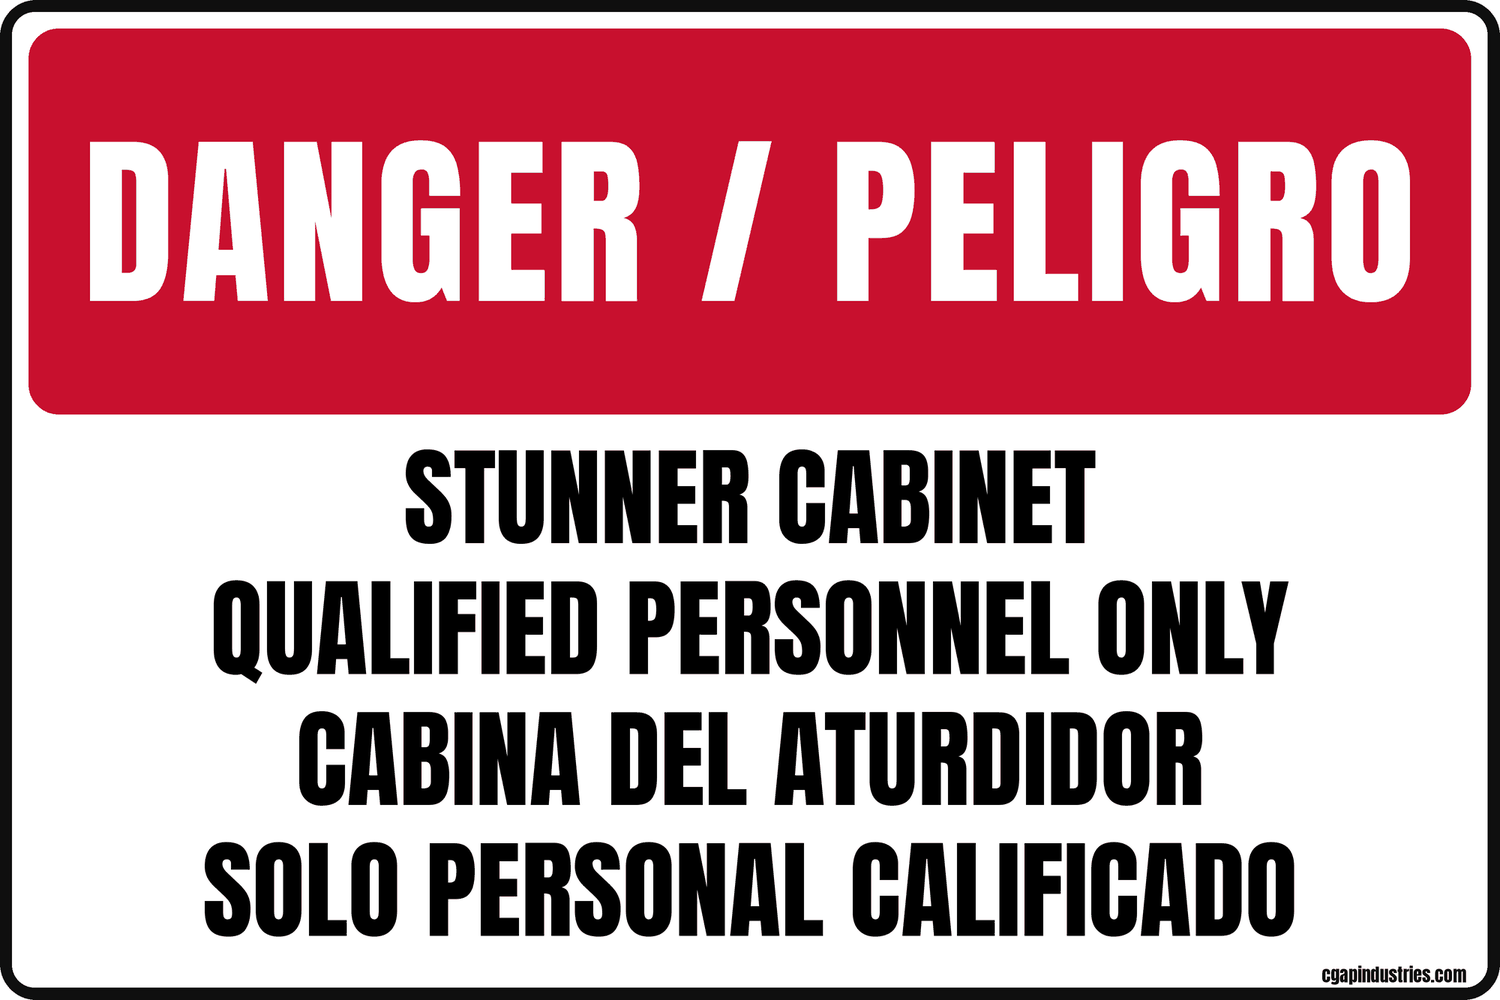 DANGER / PELIGRO
STUNNER CABINET
QUALIFIED PERSONNEL ONLY
CABINA DEL ATURDIDOR
SOLO PERSONAL CALIFICADO
cgapindustries.com